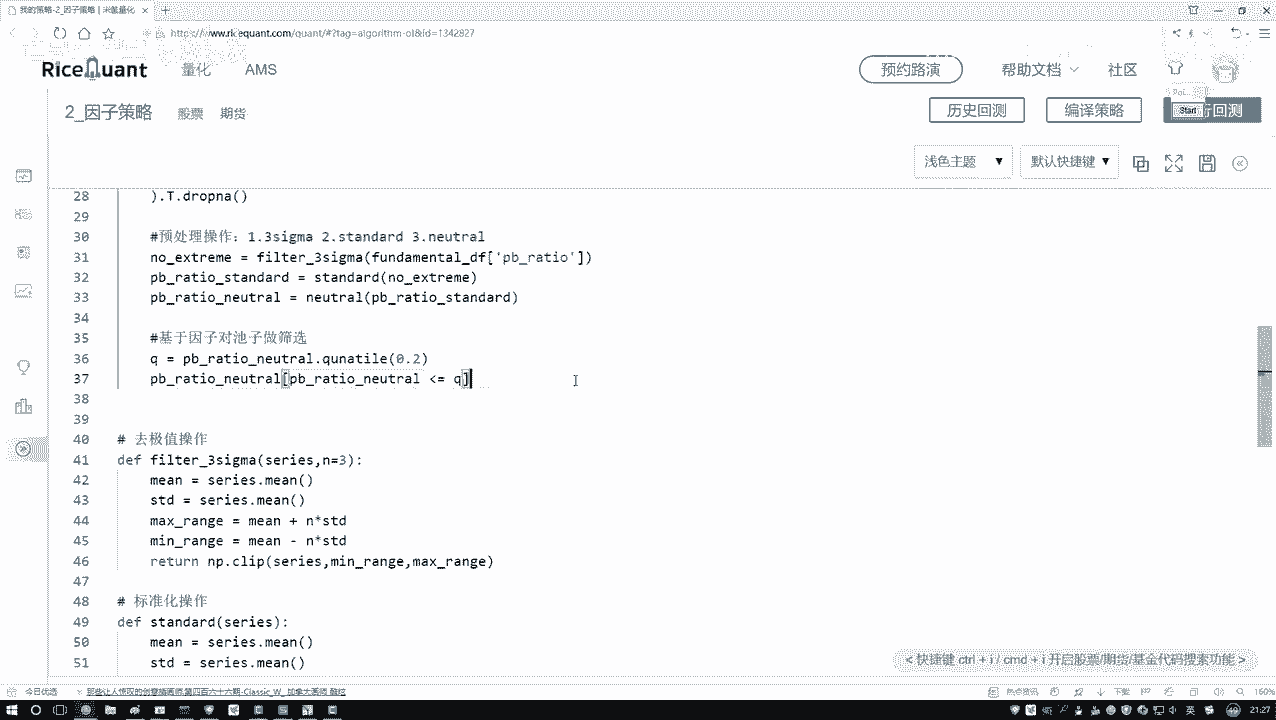 我的策略-2_因子策略 | 米筐量化
https://www.ricequant.com/quant/#?tag=algorithm-ol&id=1342827
RiceQuant 量化 AMS 预约路演 帮助文档 社区
2_因子策略 股票 期货 历史回测 编译策略 行回测
Start
浅色主题 默认快捷键
28 ).T.dropna()
29
30 #预处理操作：1.3sigma 2.standard 3.neutral
31 no_extreme = filter_3sigma(fundamental_df['pb_ratio'])
32 pb_ratio_standard = standard(no_extreme)
33 pb_ratio_neutral = neutral(pb_ratio_standard)
34
35 #基于因子对池子做筛选
36 q = pb_ratio_neutral.qunatile(0.2)
37 pb_ratio_neutral[pb_ratio_neutral <= q]
38
39
40 # 去极值操作
41 def filter_3sigma(series,n=3):
42 mean = series.mean()
43 std = series.mean()
44 max_range = mean + n*std
45 min_range = mean - n*std
46 return np.clip(series,min_range,max_range)
47
48 # 标准化操作
49 def standard(series):
50 mean = series.mean()
51 std = series.mean()
< 快捷键 ctrl + i / cmd + i 开启股票/期货/基金代码搜索功能 >
今日优选 热点资讯 下载 160%
英 21:27